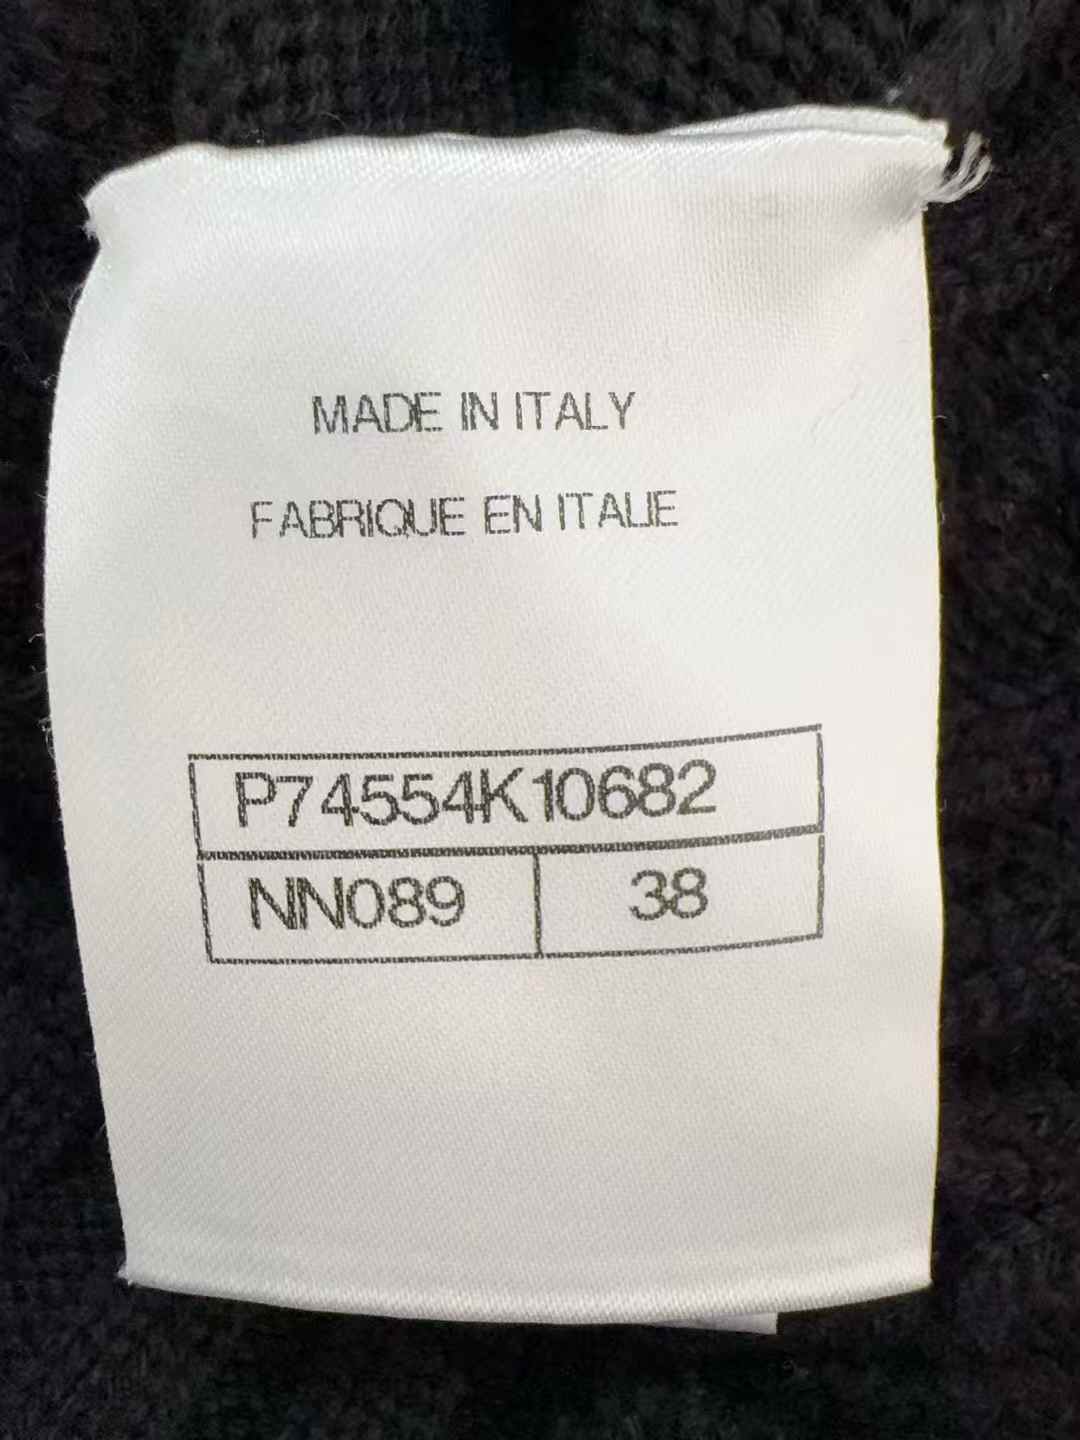 MADE IN ITALY
FABRIQUE EN ITALIE
P74554K10682
NN089 38